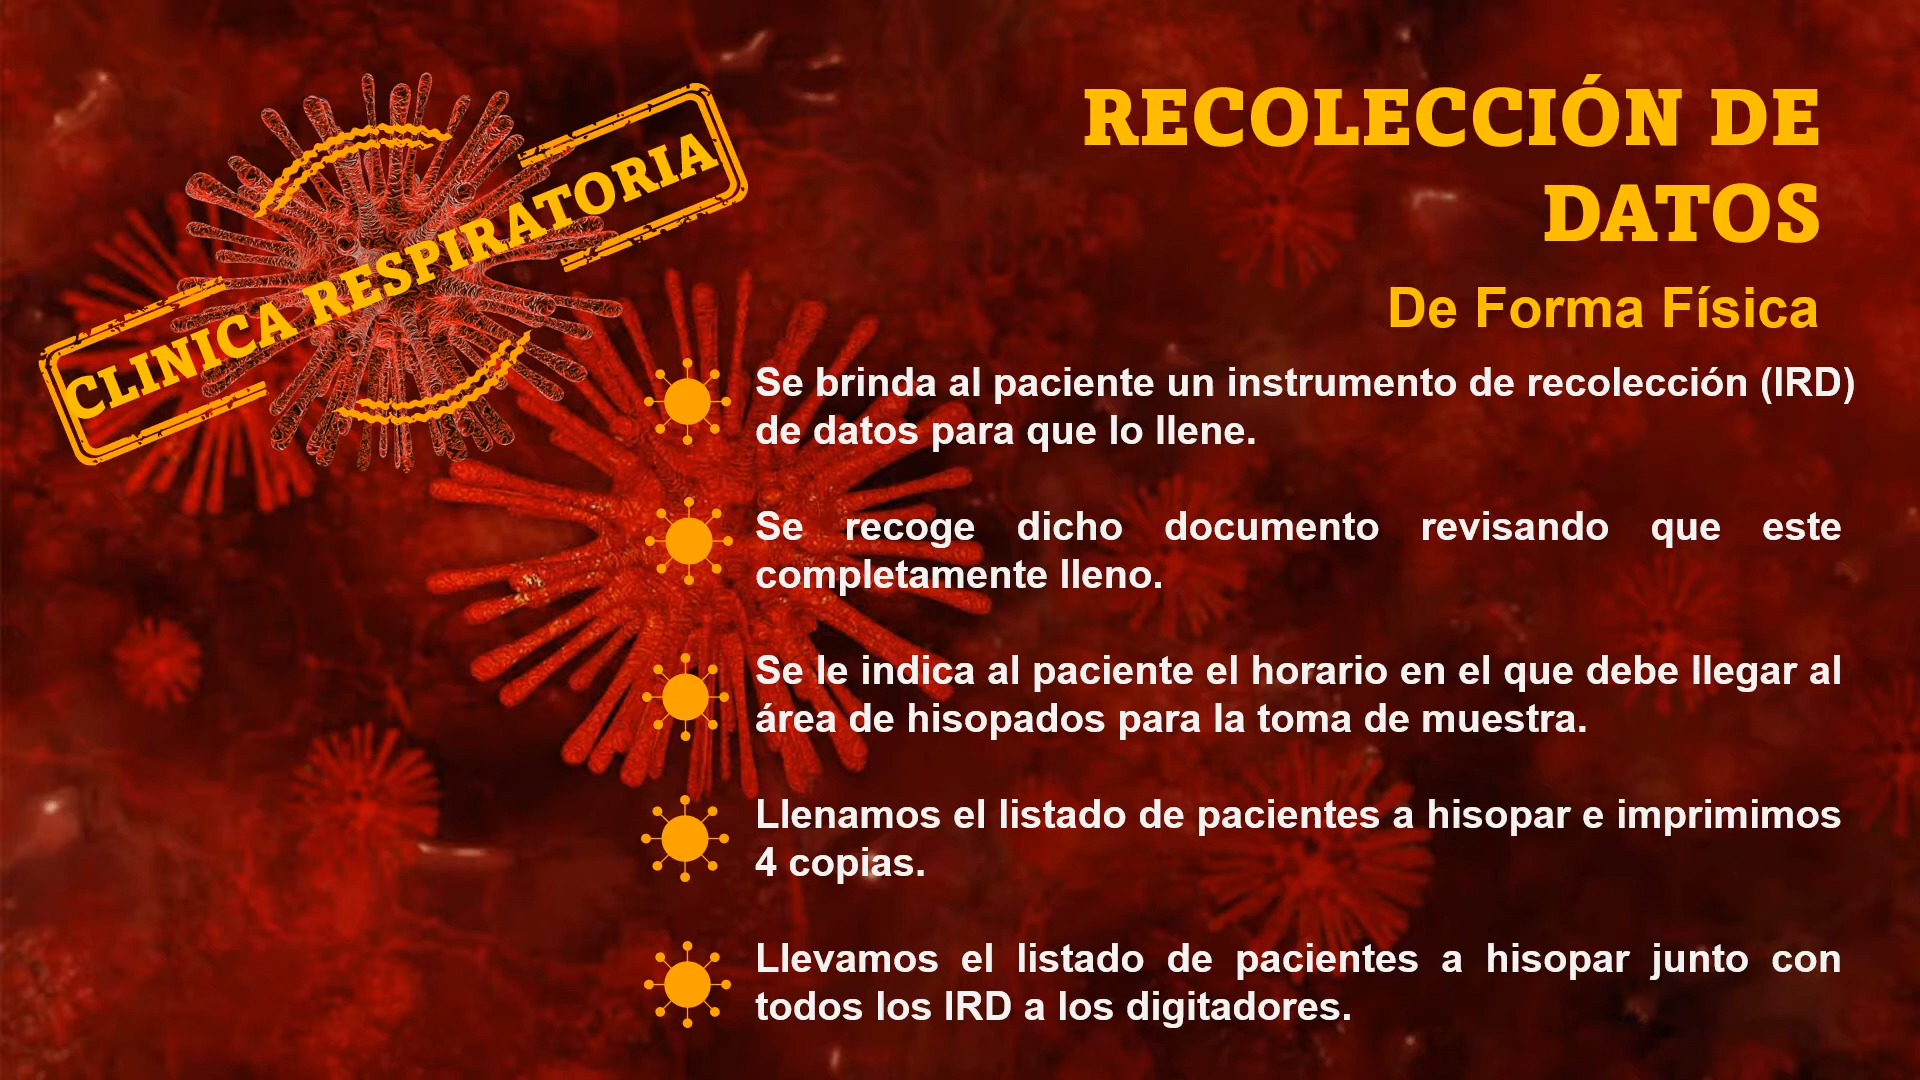 CLINICA RESPIRATORIA
RECOLECCIÓN DE
DATOS
De Forma Física
Se brinda al paciente un instrumento de recolección (IRD)
de datos para que lo llene.
Se recoge dicho documento revisando que este
completamente lleno.
Se le indica al paciente el horario en el que debe llegar al
área de hisopados para la toma de muestra.
Llenamos el listado de pacientes a hisopar e imprimimos
4 copias.
Llevamos el listado de pacientes a hisopar junto con
todos los IRD a los digitadores.